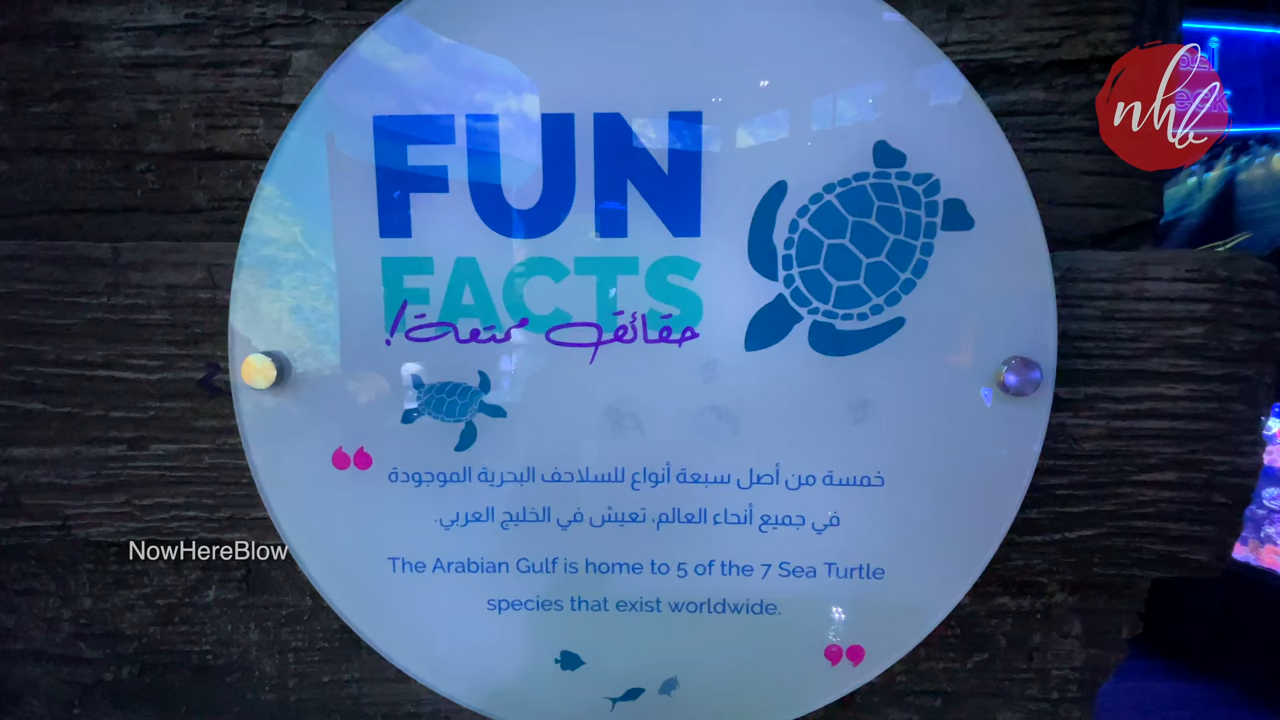 FUN
FACTS
حقائق ممتعة!
خمسة من أصل سبعة أنواع للسلاحف البحرية الموجودة
في جميع أنحاء العالم، تعيش في الخليج العربي.
The Arabian Gulf is home to 5 of the 7 Sea Turtle
species that exist worldwide.
NowHereBlow
nhb